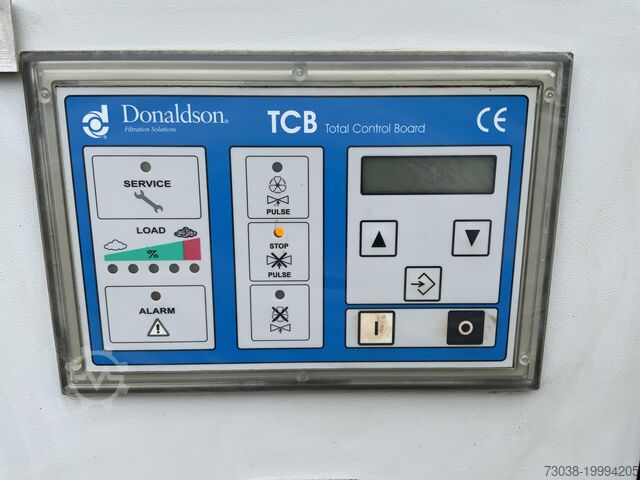 Donaldson®
Filtration Solutions
TCB Total Control Board
CE
SERVICE
LOAD
%
ALARM
PULSE
STOP
PULSE
I
O
73038-19994205